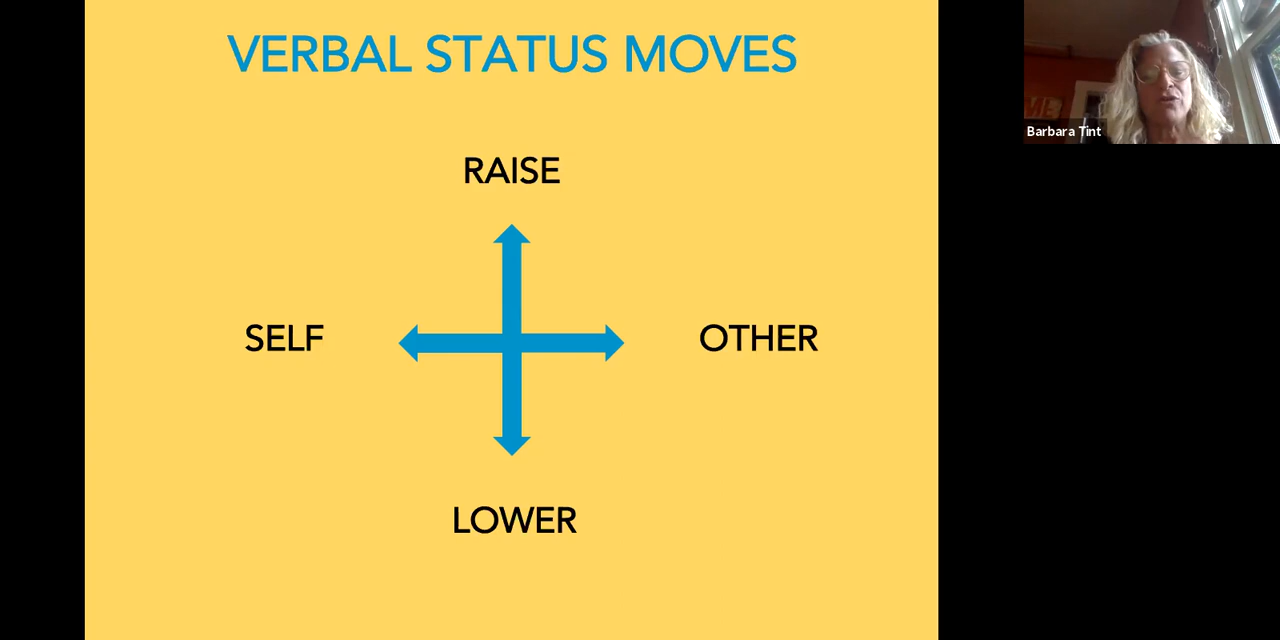 VERBAL STATUS MOVES
RAISE
SELF
OTHER
LOWER
Barbara Tint